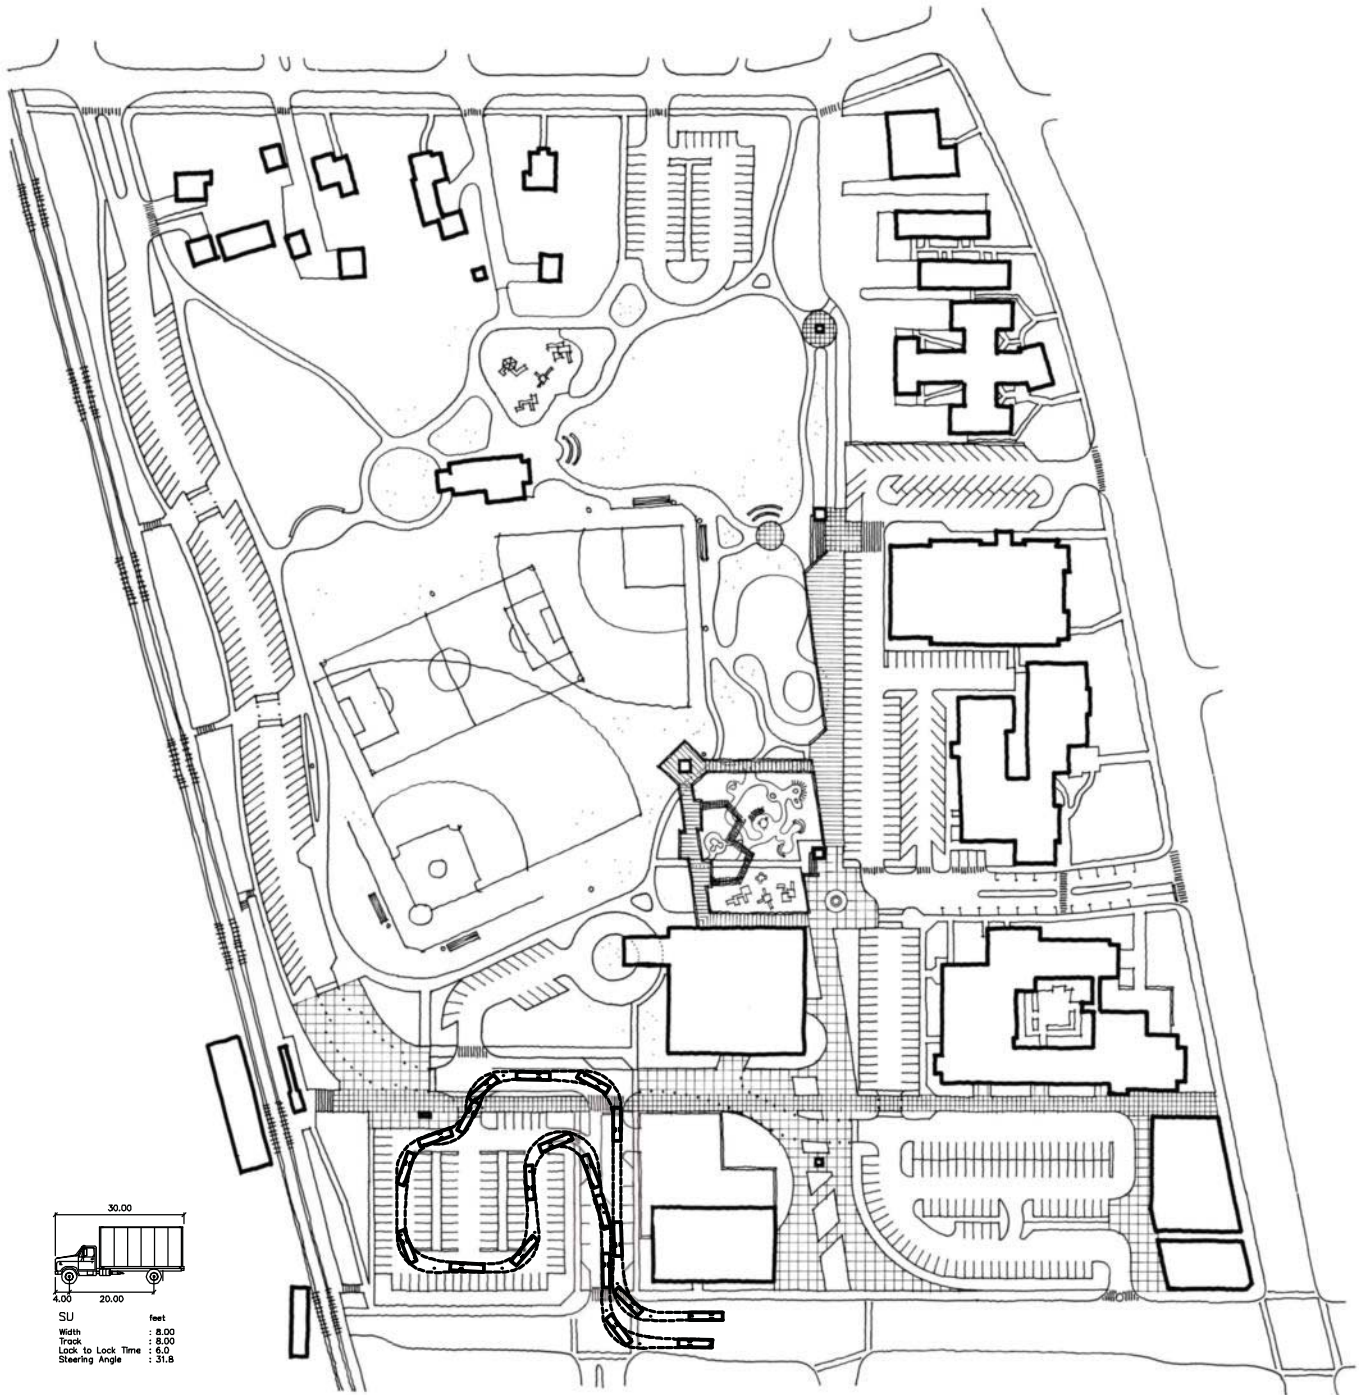 30.00
4.00 20.00
SU feet
Width : 8.00
Track : 8.00
Lock to Lock Time : 6.0
Steering Angle : 31.8